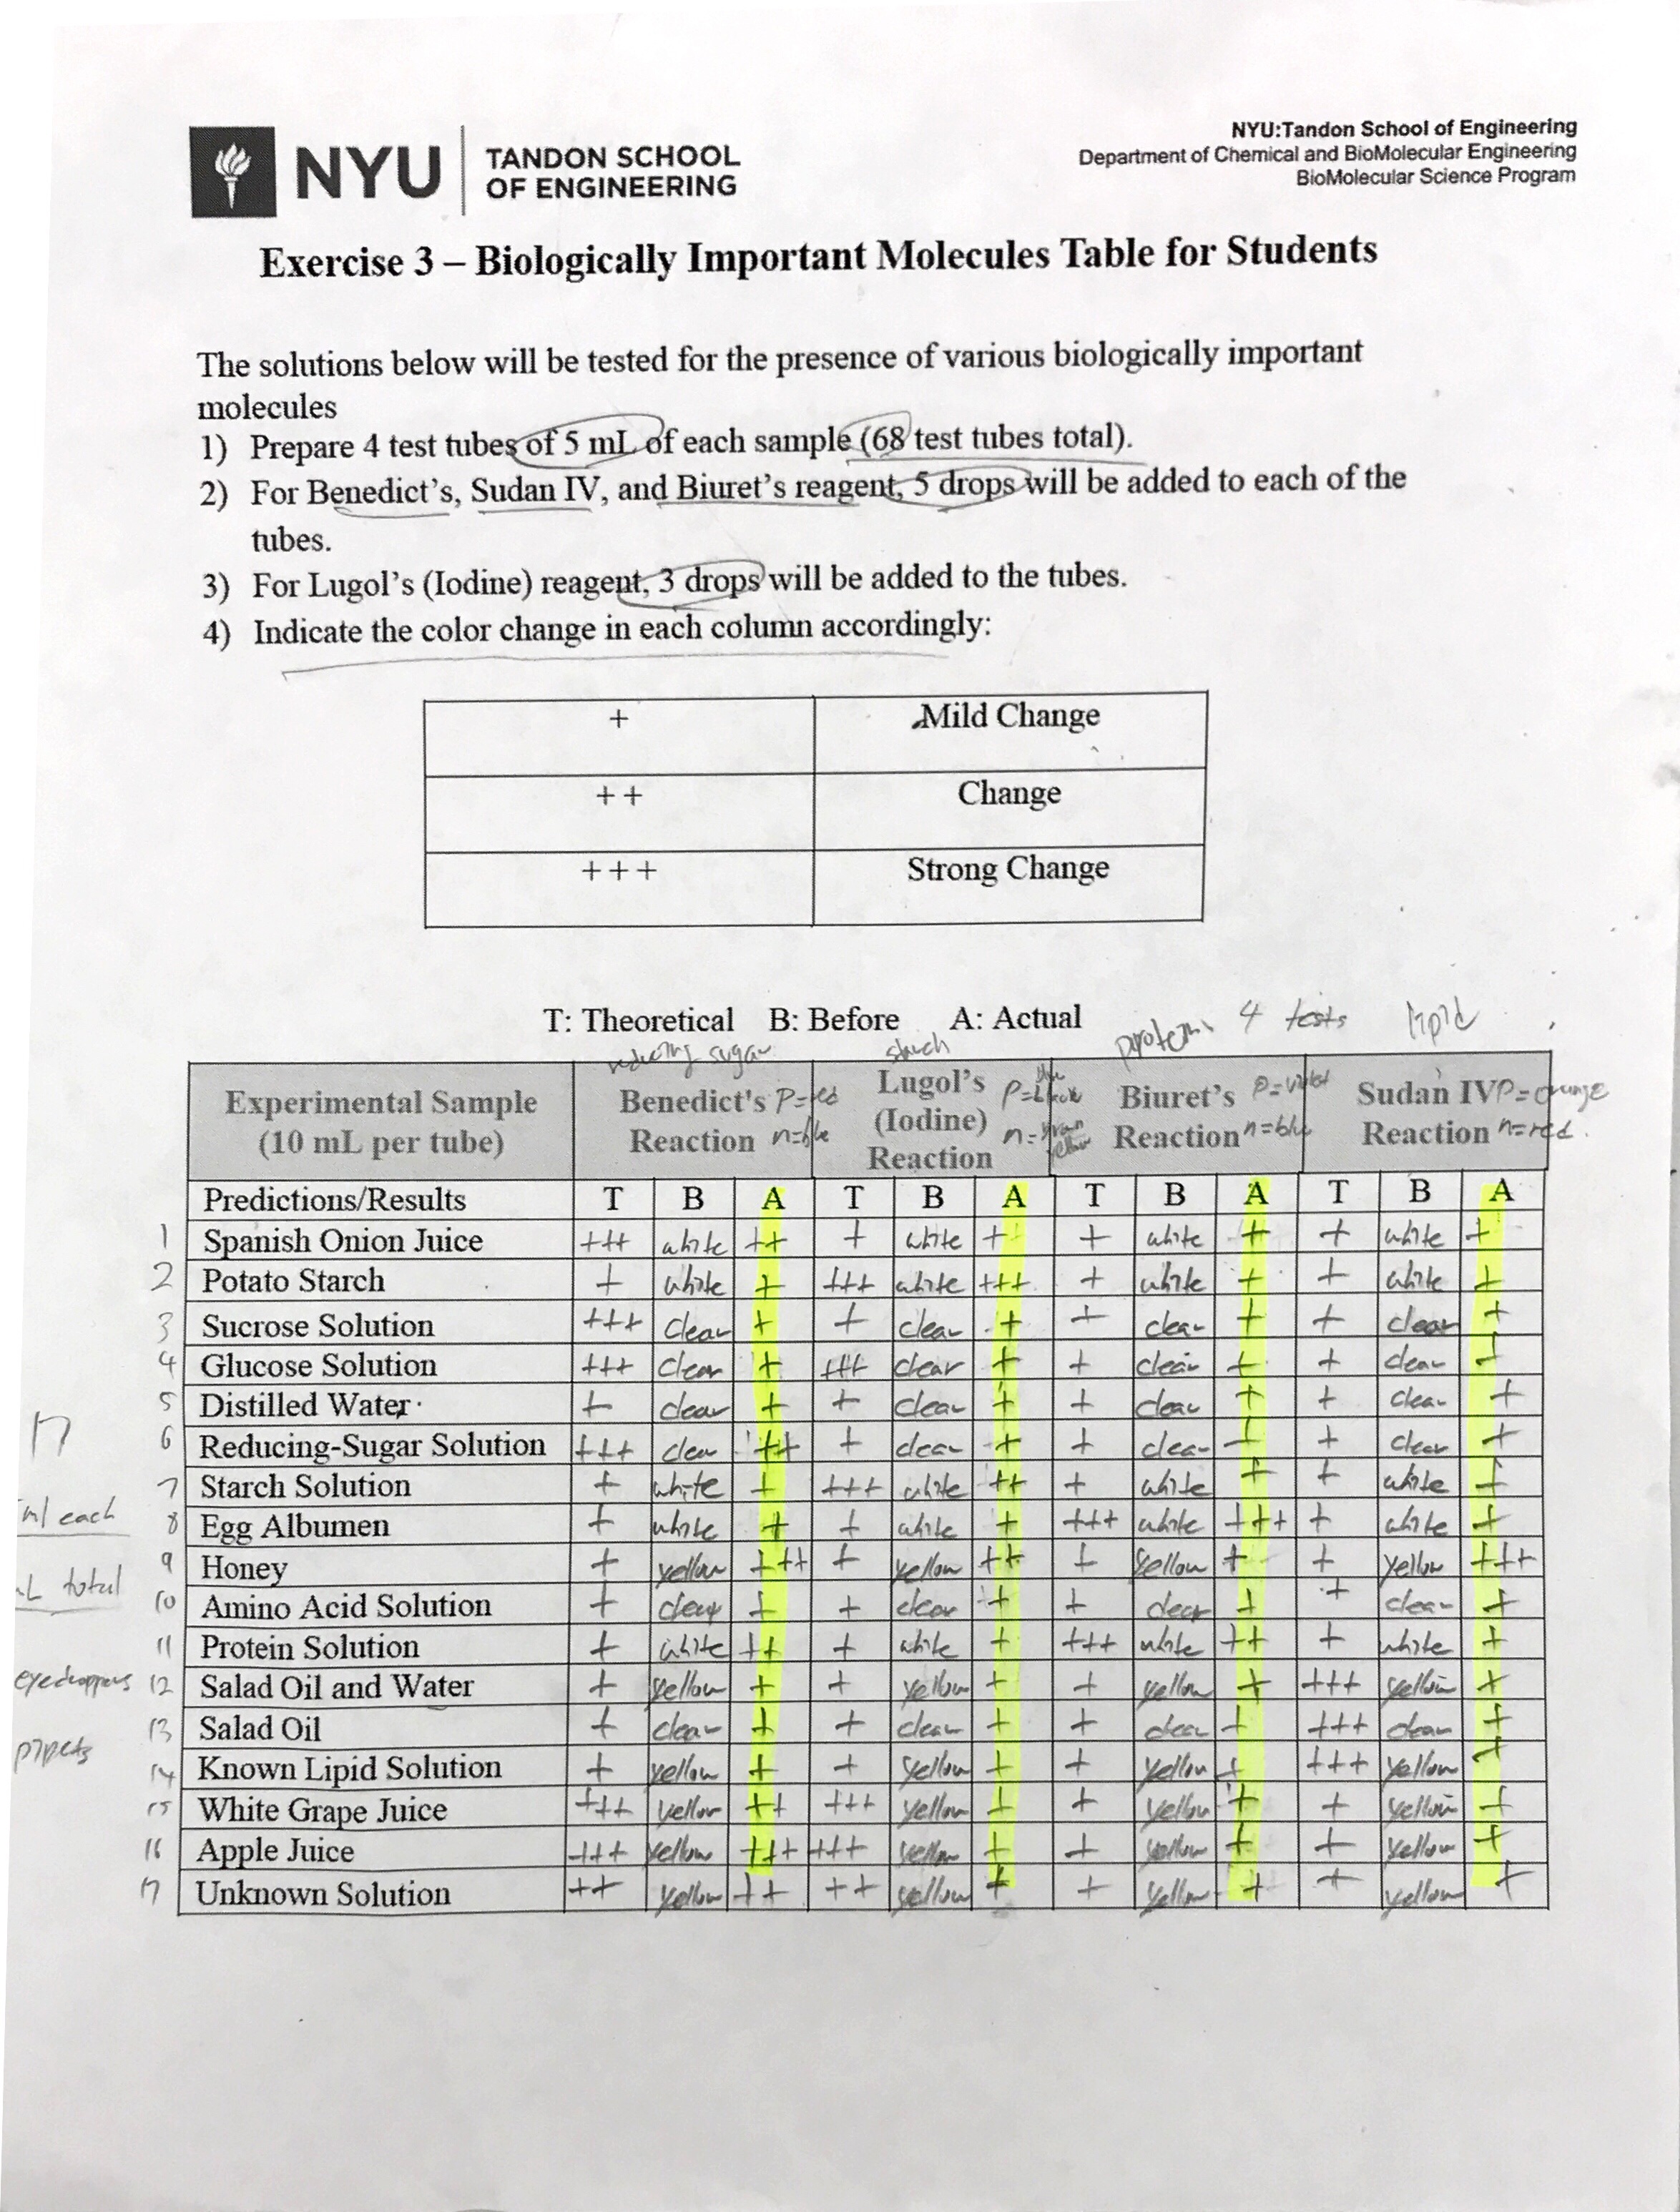 NYU
TANDON SCHOOL
OF ENGINEERING
NYU:Tandon School of Engineering
Department of Chemical and BioMolecular Engineering
BioMolecular Science Program
Exercise 3 – Biologically Important Molecules Table for Students
The solutions below will be tested for the presence of various biologically important
molecules
1) Prepare 4 test tubes of 5 mL of each sample (68 test tubes total).
2) For Benedict's, Sudan IV, and Biuret's reagent, 5 drops will be added to each of the
tubes.
3) For Lugol's (Iodine) reagent, 3 drops will be added to the tubes.
4) Indicate the color change in each column accordingly:
+ Mild Change
++ Change
+++ Strong Change
T: Theoretical B: Before A: Actual
4 tests
reducing sugar starch protein lipid
Experimental Sample
(10 mL per tube)
Benedict's P=red
Reaction n=blue
Lugol's
(Iodine)
Reaction
Biuret's P=violet
Reaction n=blu
Sudan IV P=orange
Reaction n=red.
Predictions/Results T B A T B A T B A T B A
1 Spanish Onion Juice +++ white ++ + white + + white + + white +
2 Potato Starch + white + +++ white +++ + white + + white +
3 Sucrose Solution +++ clear + + clear + + clear + + clear +
4 Glucose Solution +++ clear + +++ clear + + clear + + clear +
5 Distilled Water + clear + + clear + + clear + + clear +
6 Reducing-Sugar Solution +++ clear ++ + clear + + clear + + clear +
7 Starch Solution + white + +++ white ++ + white + + white +
8 Egg Albumen + white + + white + +++ white +++ + white +
9 Honey + yellow +++ + yellow ++ + yellow + + yellow +++
10 Amino Acid Solution + clear + + clear + + clear + + clear +
11 Protein Solution + white ++ + white + +++ white ++ + white +
12 Salad Oil and Water + yellow + + yellow + + yellow + +++ yellow +
13 Salad Oil + clear + + clear + + clear + +++ clear +
14 Known Lipid Solution + yellow + + yellow + + yellow + +++ yellow +
15 White Grape Juice +++ yellow ++ +++ yellow + + yellow + + yellow +
16 Apple Juice +++ yellow +++ +++ yellow + + yellow + + yellow +
17 Unknown Solution ++ yellow ++ ++ yellow + + yellow + + yellow +
17
ml each
L total
eyedroppers
pipets